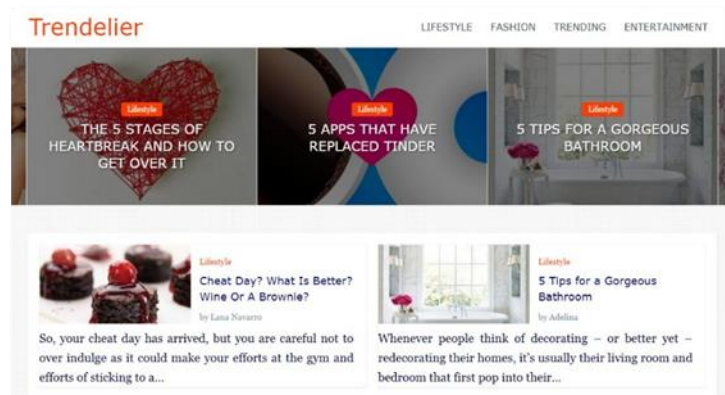 Trendelier
LIFESTYLE FASHION TRENDING ENTERTAINMENT
Lifestyle
THE 5 STAGES OF
HEARTBREAK AND HOW TO
GET OVER IT
Lifestyle
5 APPS THAT HAVE
REPLACED TINDER
Lifestyle
5 TIPS FOR A GORGEOUS
BATHROOM
Lifestyle
Cheat Day? What Is Better?
Wine Or A Brownie?
by Lana Navarro
So, your cheat day has arrived, but you are careful not to
over indulge as it could make your efforts at the gym and
efforts of sticking to a...
Lifestyle
5 Tips for a Gorgeous
Bathroom
by Adelina
Whenever people think of decorating – or better yet –
redecorating their homes, it's usually their living room and
bedroom that first pop into their...